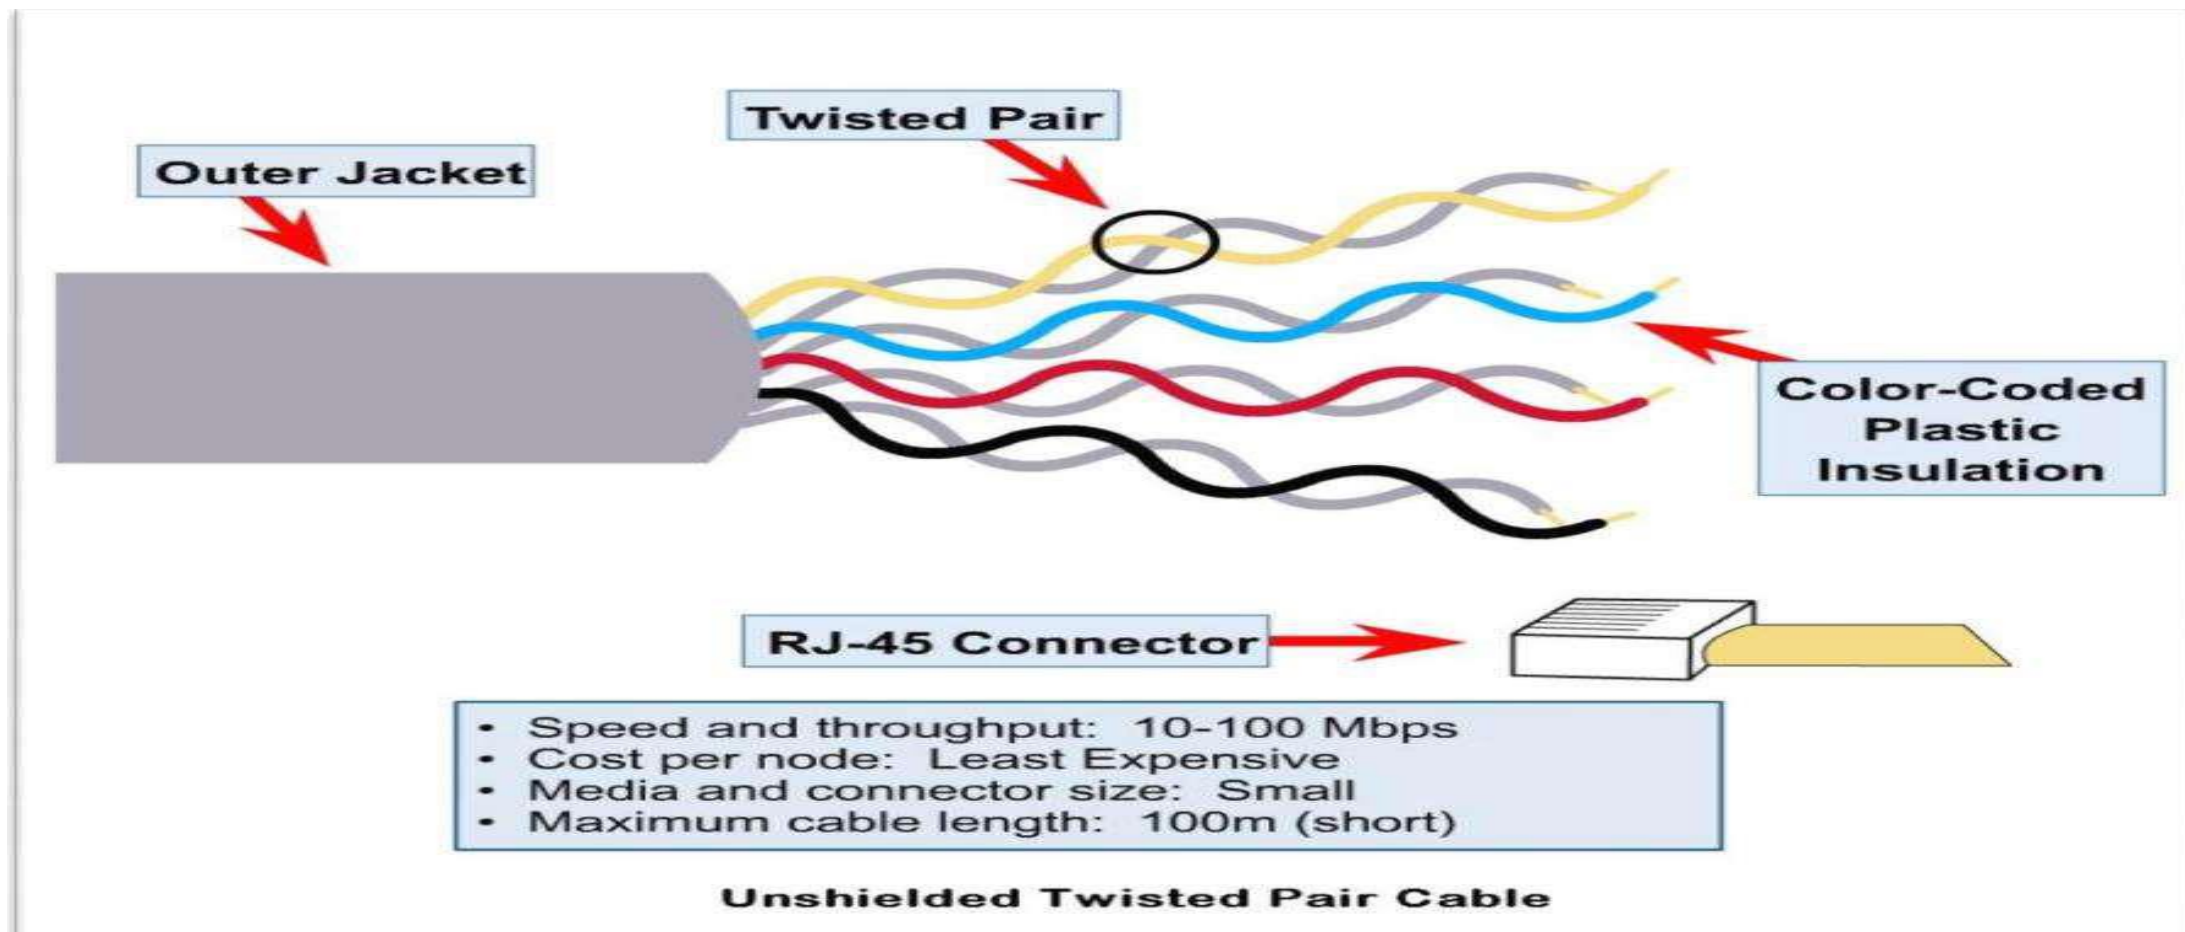 Twisted Pair
Outer Jacket
Color-Coded
Plastic
Insulation
RJ-45 Connector
• Speed and throughput: 10-100 Mbps
• Cost per node: Least Expensive
• Media and connector size: Small
• Maximum cable length: 100m (short)
Unshielded Twisted Pair Cable